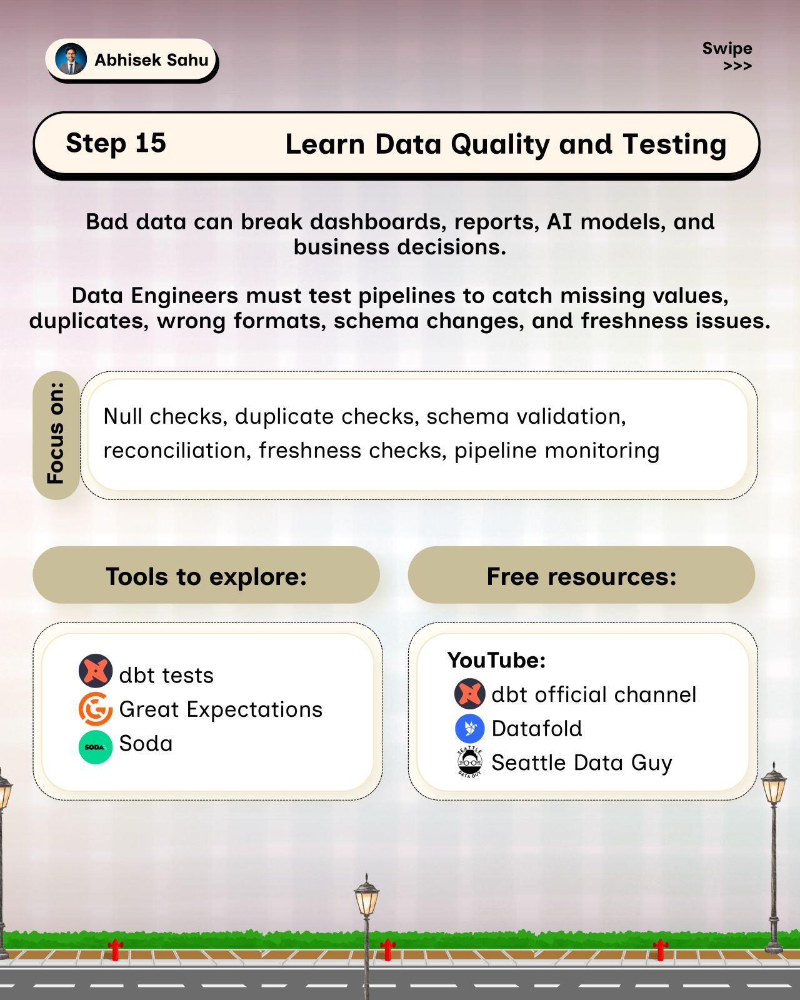 Abhisek Sahu
Swipe
>>>
Step 15
Learn Data Quality and Testing
Bad data can break dashboards, reports, AI models, and
business decisions.
Data Engineers must test pipelines to catch missing values,
duplicates, wrong formats, schema changes, and freshness issues.
Focus on:
Null checks, duplicate checks, schema validation,
reconciliation, freshness checks, pipeline monitoring
Tools to explore:
dbt tests
Great Expectations
SODA
Soda
Free resources:
YouTube:
dbt official channel
Datafold
SEATTLE
DATA GUY
Seattle Data Guy